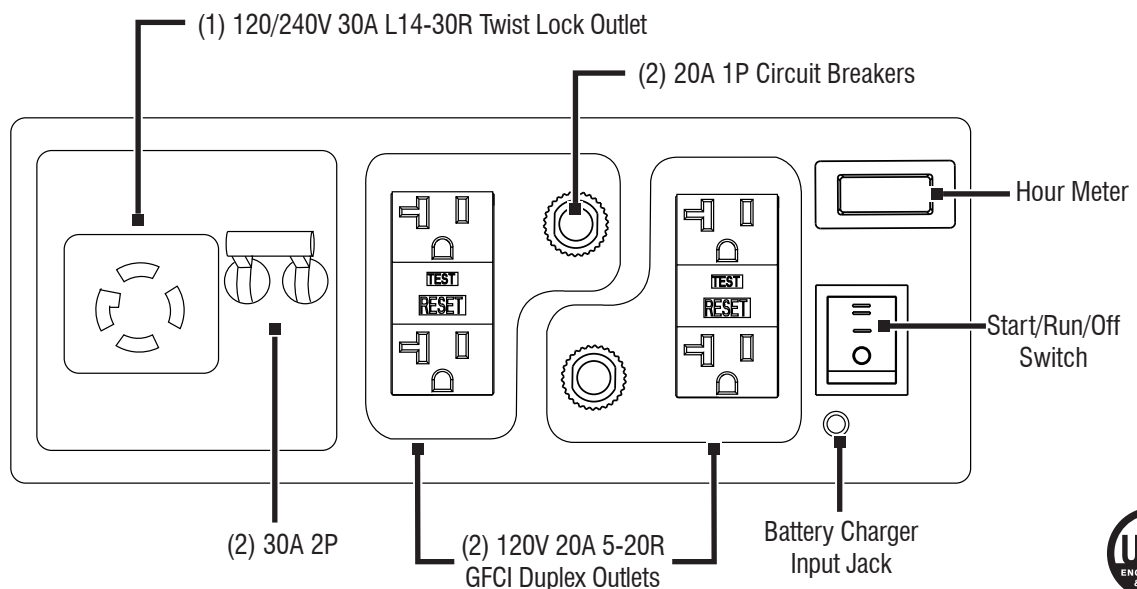 (1) 120/240V 30A L14-30R Twist Lock Outlet
(2) 20A 1P Circuit Breakers
Hour Meter
TEST
RESET
TEST
RESET
Start/Run/Off
Switch
(2) 30A 2P
(2) 120V 20A 5-20R
GFCI Duplex Outlets
Battery Charger
Input Jack